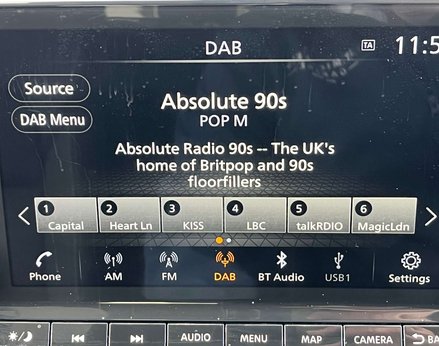 DAB
TA
11:5
Source
DAB Menu
Absolute 90s
POP M
Absolute Radio 90s -- The UK's
home of Britpop and 90s
floorfillers
1 2 3 4 5 6
Capital Heart Ln KISS LBC talkRDIO MagicLdn
Phone AM FM DAB BT Audio USB1 Settings
AUDIO MENU MAP CAMERA BA